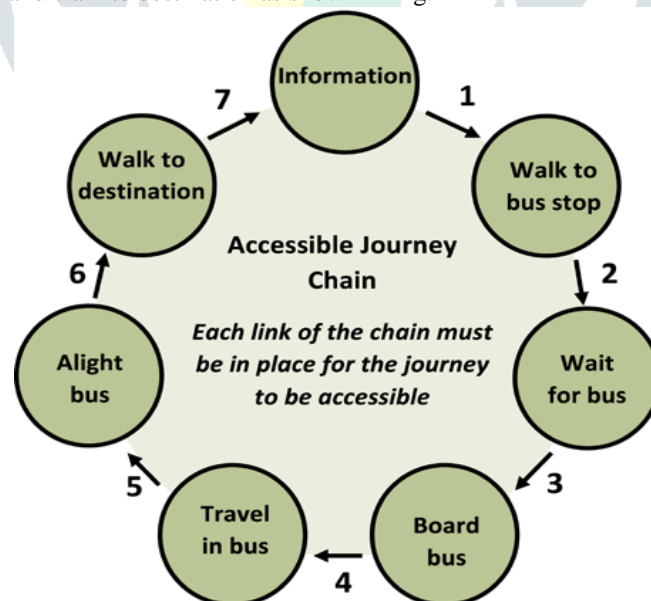 Information
1
Walk to
bus stop
2
Wait
for bus
3
Board
bus
4
Travel
in bus
5
Alight
bus
6
Walk to
destination
7
Accessible Journey
Chain
Each link of the chain must
be in place for the journey
to be accessible